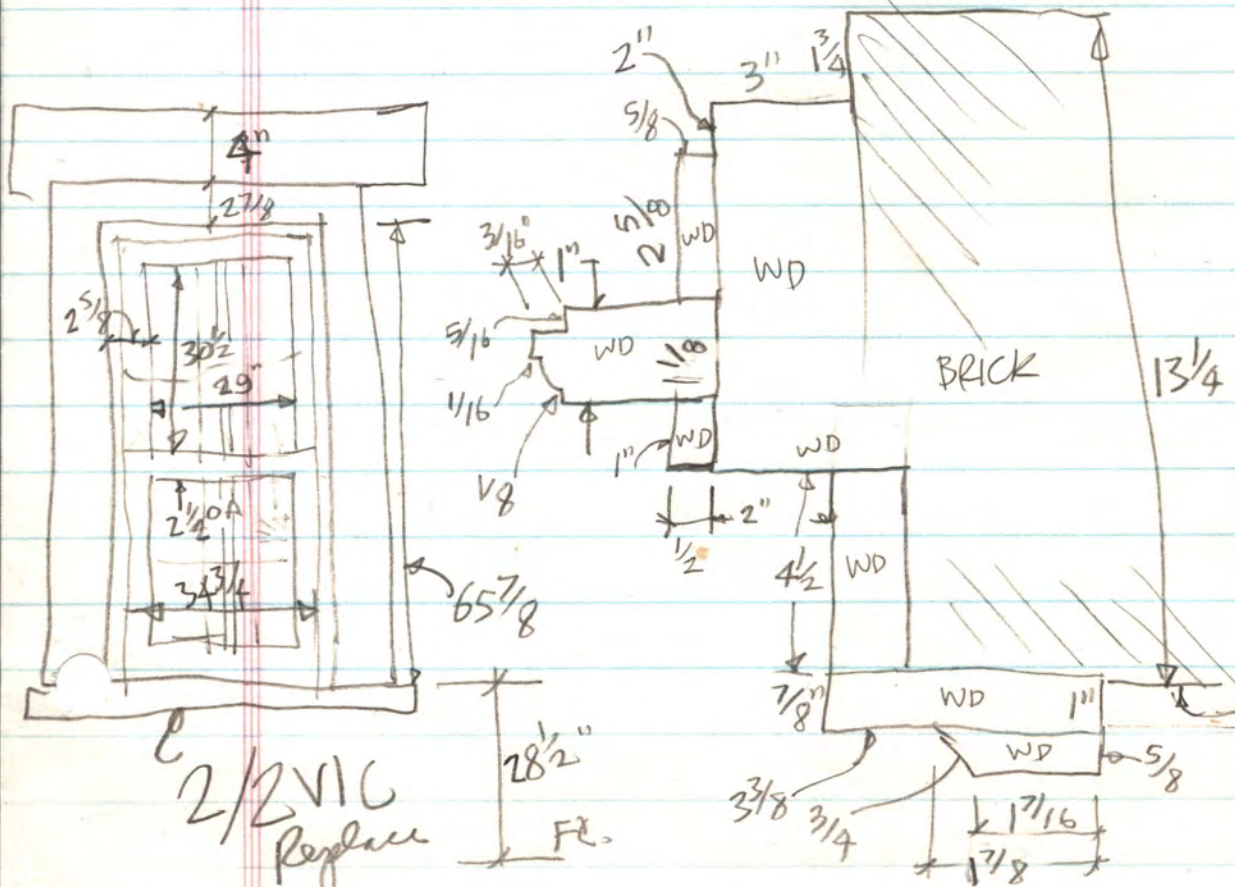 4"
2 7/8
2 5/8
30 1/2
29"
2 1/2 OA
34 3/4
65 7/8
28 1/2"
FL.
2/2 VIC
Replace
2"
3"
1 3/4
5/8
2 5/8
WD
WD
3/16"
1"
5/16
WD
1 1/8
1/16
1/8
1"
WD
WD
1/2
2"
4 1/2
WD
BRICK
13 1/4
7/8"
WD
1"
WD
5/8
3 3/8
3/4
1 7/16
1 7/8